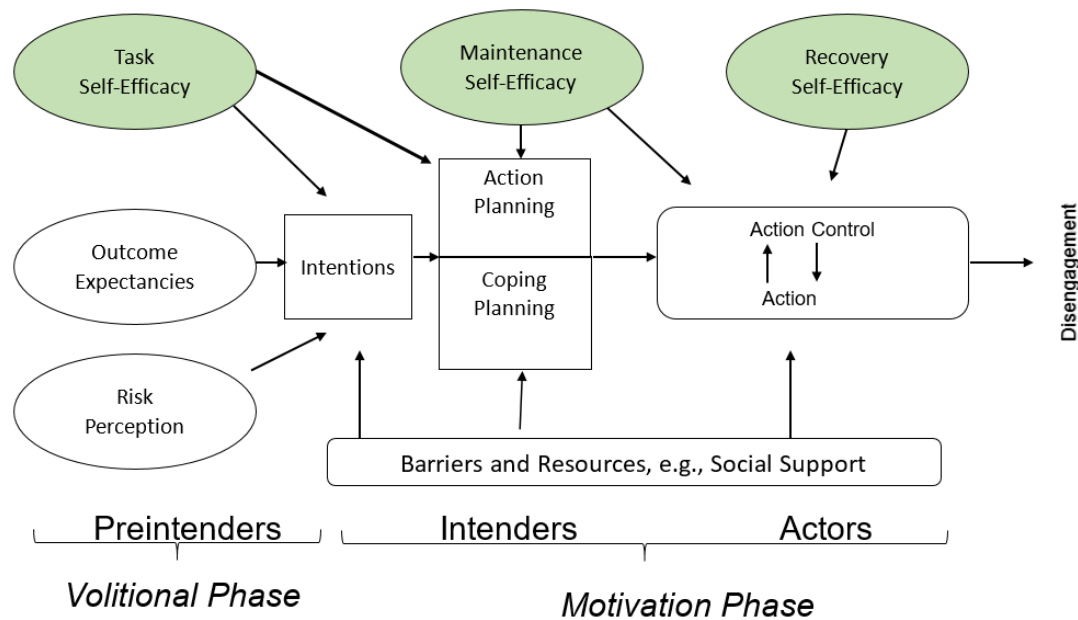 Task
Self-Efficacy
Maintenance
Self-Efficacy
Recovery
Self-Efficacy
Action
Planning
Outcome
Expectancies
Intentions
Coping
Planning
Action Control
Action
Disengagement
Risk
Perception
Barriers and Resources, e.g., Social Support
Preintenders
Intenders
Actors
Volitional Phase
Motivation Phase